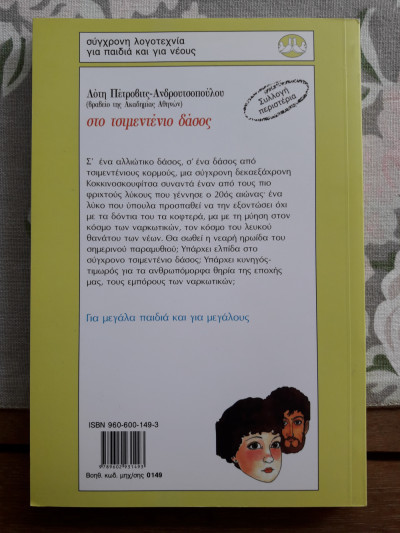 σύγχρονη λογοτεχνία
για παιδιά και για νέους
Λότη Πέτροβιτς-Ανδρουτσοπούλου
(βραβείο της Ακαδημίας Αθηνών)
Συλλογή
περιστέρια
στο τσιμεντένιο δάσος
Σ' ένα αλλιώτικο δάσος, σ' ένα δάσος από
τσιμεντένιους κορμούς, μια σύγχρονη δεκαεξάχρονη
Κοκκινοσκουφίτσα συναντά έναν από τους πιο
φριχτούς λύκους που γέννησε ο 20ός αιώνας· ένα
λύκο που ύπουλα προσπαθεί να την εξοντώσει όχι
με τα δόντια του τα κοφτερά, μα με τη μύηση στον
κόσμο των ναρκωτικών, τον κόσμο του λευκού
θανάτου των νέων. Θα σωθεί η νεαρή ηρωίδα του
σημερινού παραμυθιού; Υπάρχει ελπίδα στο
σύγχρονο τσιμεντένιο δάσος; Υπάρχει κυνηγός-
τιμωρός για τα ανθρωπόμορφα θηρία της εποχής
μας, τους εμπόρους των ναρκωτικών;
Για μεγάλα παιδιά και για μεγάλους
ISBN 960-600-149-3
9 789606 001493
Βοηθ. κωδ. μηχ/σης 0149